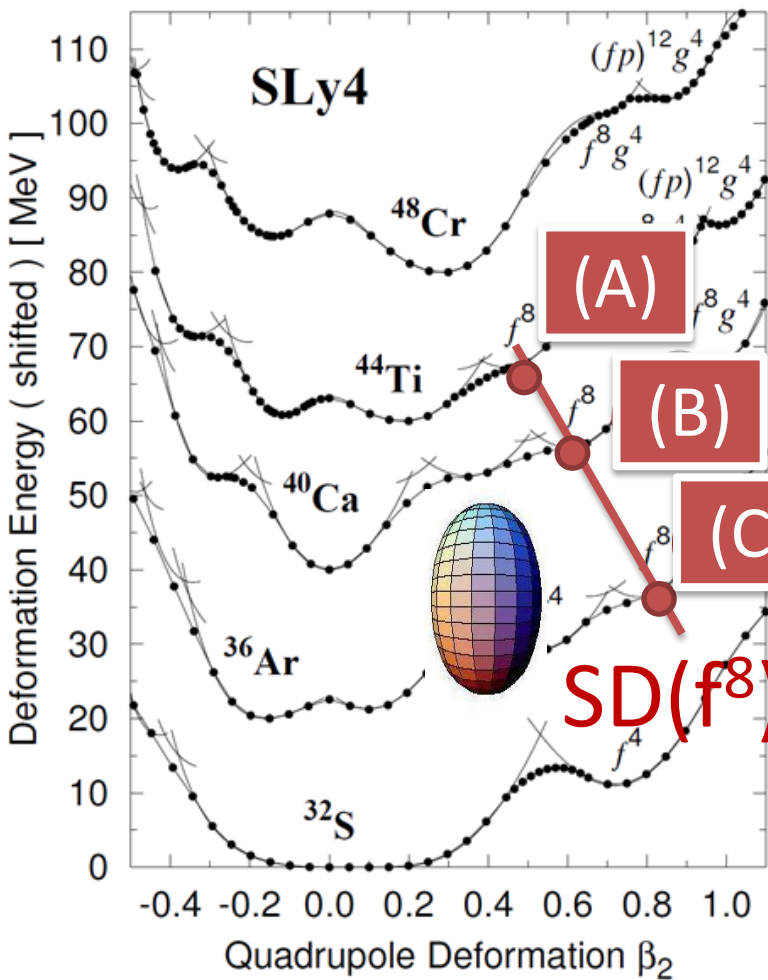 110
100
90
80
70
60
50
40
30
20
10
0
Deformation Energy ( shifted ) [ MeV ]
SLy4
(fp)¹²g⁴
f⁸g⁴
(fp)¹²g⁴
⁴⁸Cr
(A)
f⁸
f⁸g⁴
⁴⁴Ti
(B)
f⁸
⁴⁰Ca
(C
f⁸
4
³⁶Ar
SD(f⁸)
f⁴
³²S
-0.4 -0.2 0.0 0.2 0.4 0.6 0.8 1.0
Quadrupole Deformation β₂